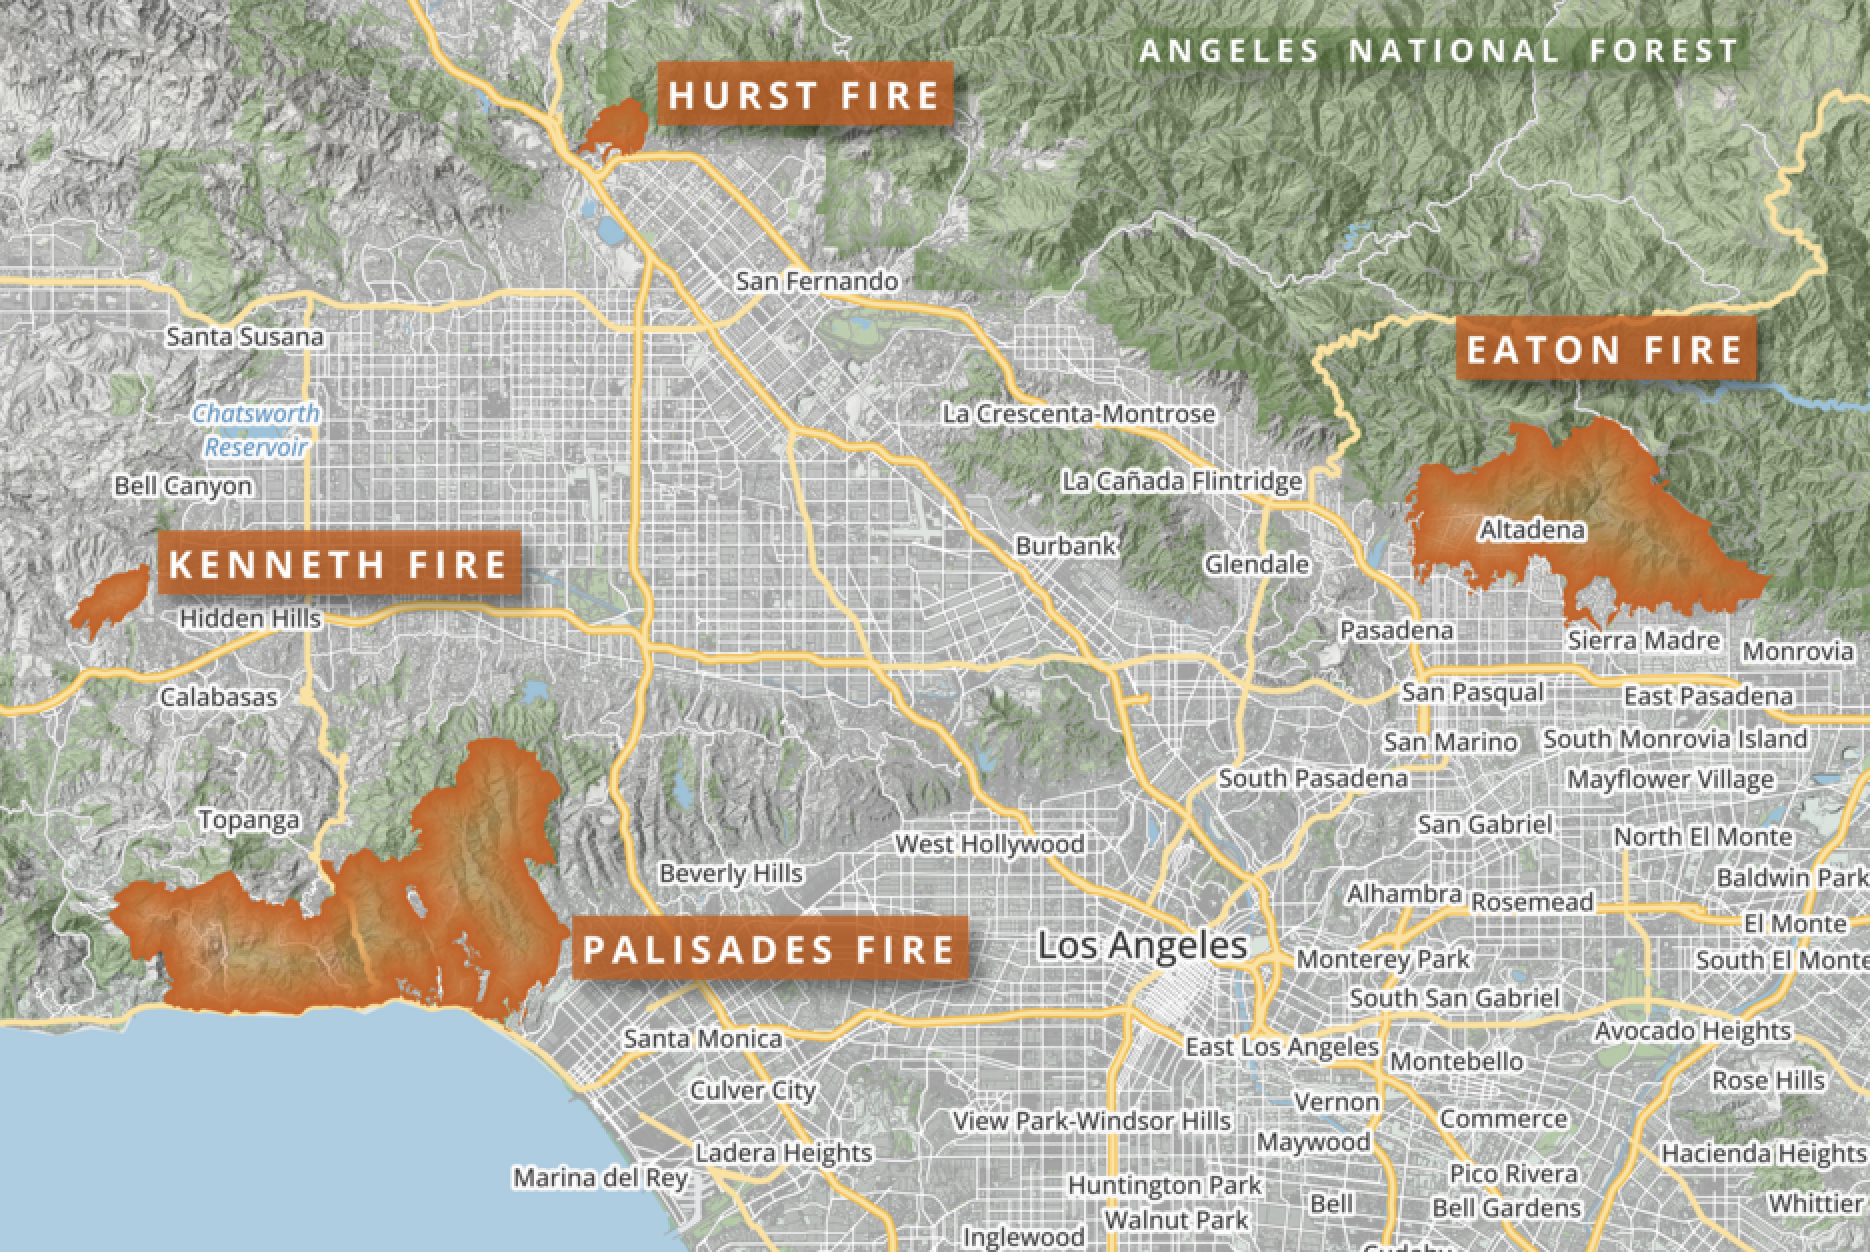 ANGELES NATIONAL FOREST
HURST FIRE
San Fernando
Santa Susana
EATON FIRE
Chatsworth
Reservoir
La Crescenta-Montrose
Bell Canyon
La Cañada Flintridge
Altadena
Burbank
KENNETH FIRE
Glendale
Hidden Hills
Pasadena
Sierra Madre
Monrovia
Calabasas
San Pasqual
East Pasadena
San Marino
South Monrovia Island
South Pasadena
Mayflower Village
Topanga
San Gabriel
North El Monte
West Hollywood
Beverly Hills
Baldwin Park
Alhambra
Rosemead
El Monte
PALISADES FIRE
Los Angeles
Monterey Park
South El Monte
South San Gabriel
Santa Monica
Avocado Heights
East Los Angeles
Montebello
Culver City
Rose Hills
Vernon
View Park-Windsor Hills
Commerce
Maywood
Ladera Heights
Hacienda Heights
Marina del Rey
Pico Rivera
Huntington Park
Bell
Bell Gardens
Whittier
Walnut Park
Inglewood